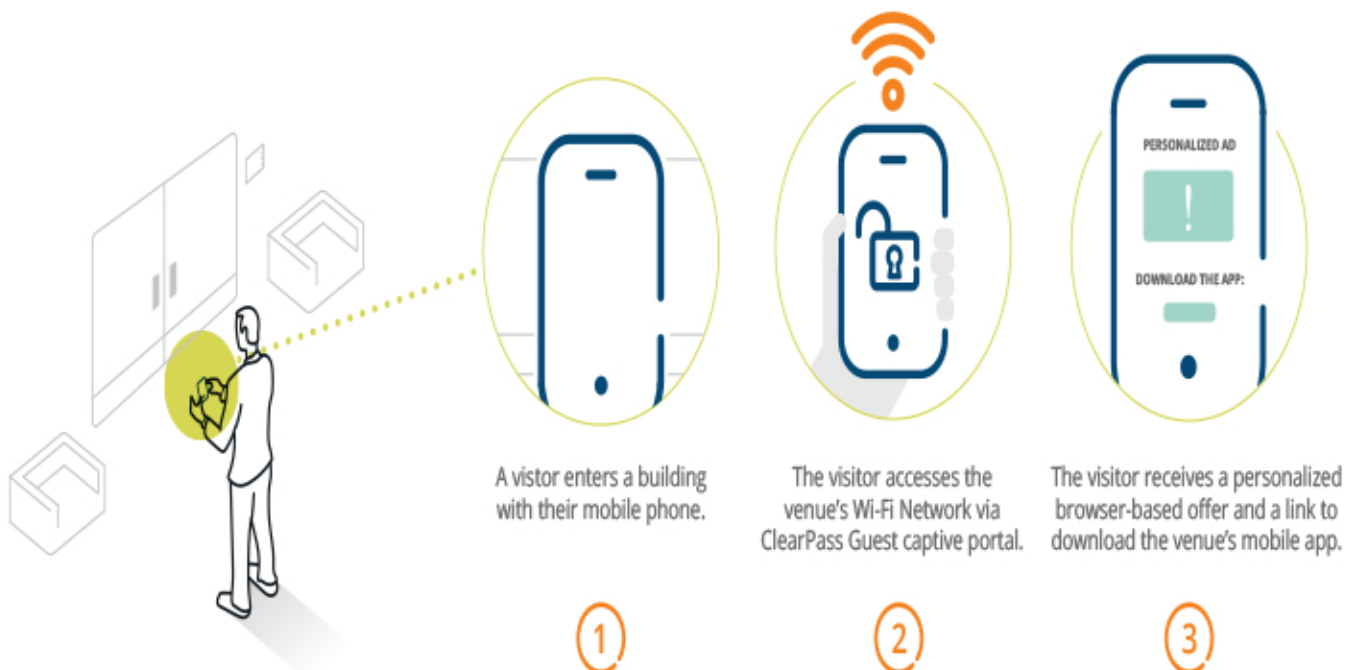 PERSONALIZED AD
!
DOWNLOAD THE APP:
A vistor enters a building
with their mobile phone.
The visitor accesses the
venue's Wi-Fi Network via
ClearPass Guest captive portal.
The visitor receives a personalized
browser-based offer and a link to
download the venue's mobile app.
1
2
3